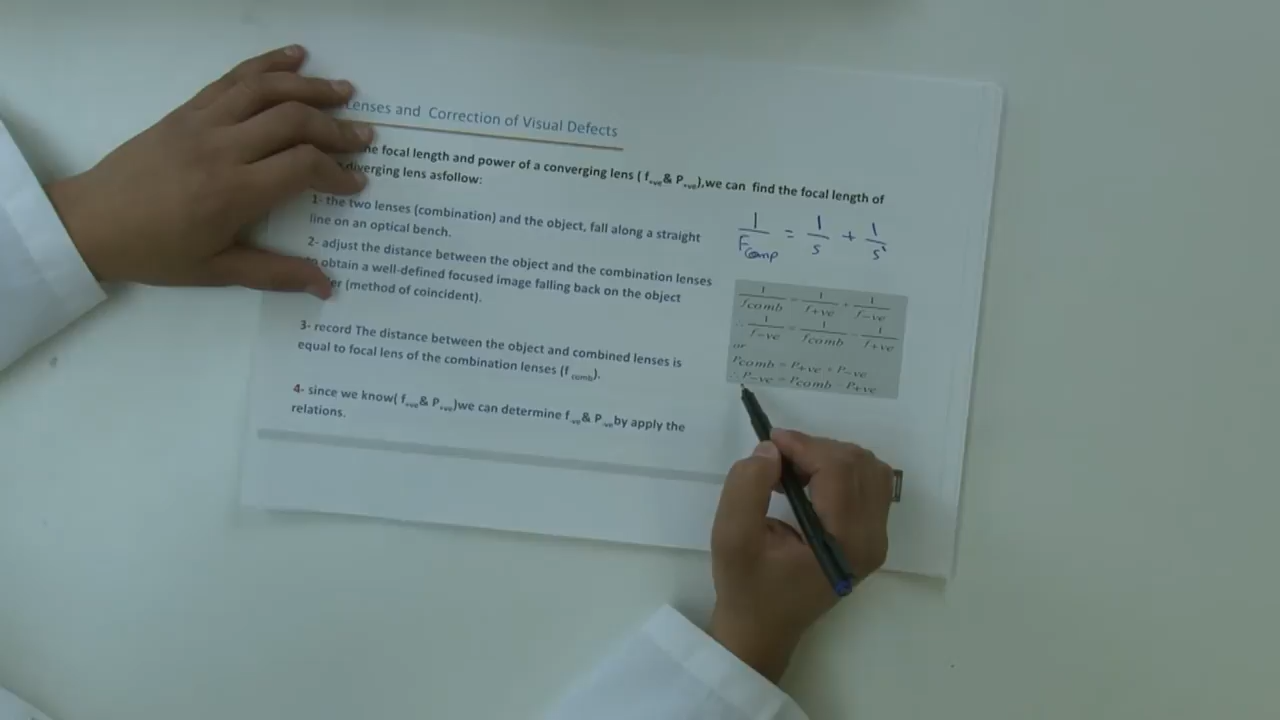 Lenses and Correction of Visual Defects
he focal length and power of a converging lens ( f+ve& P+ve),we can find the focal length of
diverging lens asfollow:
1- the two lenses (combination) and the object, fall along a straight
line on an optical bench.
2- adjust the distance between the object and the combination lenses
to obtain a well-defined focused image falling back on the object
er (method of coincident).
3- record The distance between the object and combined lenses is
equal to focal lens of the combination lenses (f comb).
4- since we know( f+ve& P+ve)we can determine f-ve& P-ve by apply the
relations.
1/Fcomp = 1/s + 1/s'
1/fcomb = 1/f+ve + 1/f-ve
∴ 1/f-ve = 1/fcomb - 1/f+ve
or
Pcomb = P+ve + P-ve
∴ P-ve = Pcomb - P+ve